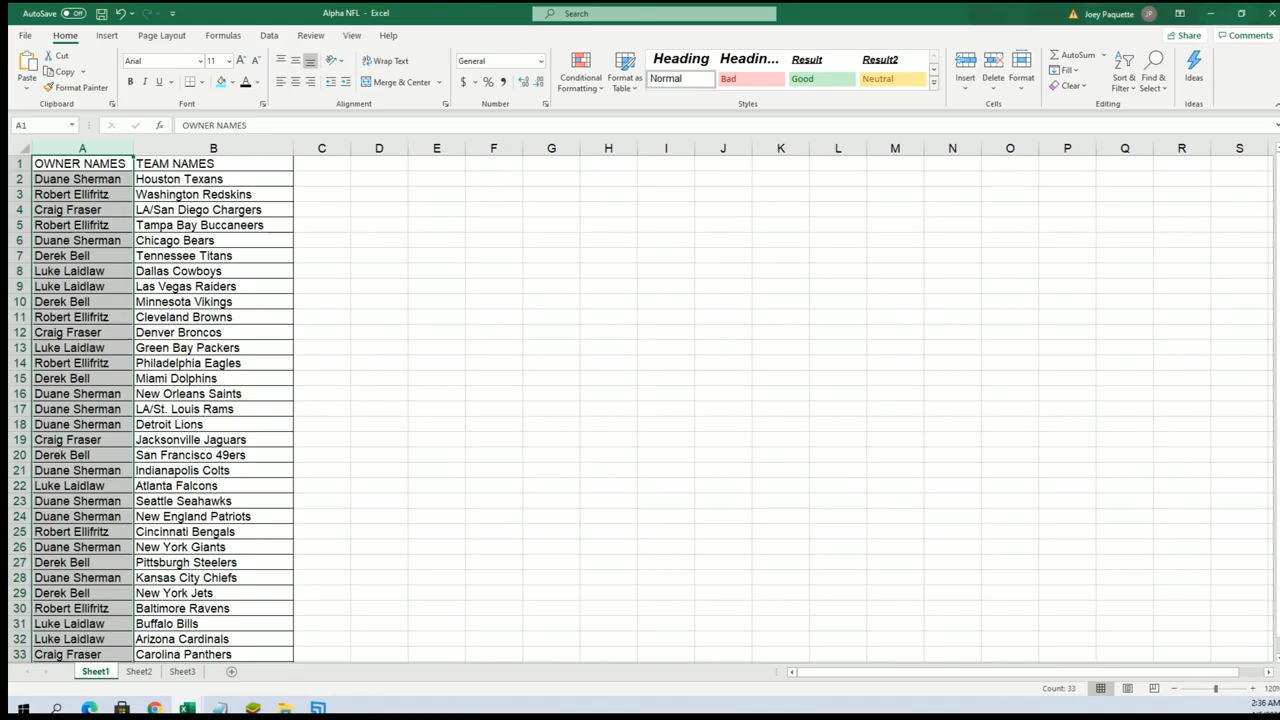 AutoSave Off Alpha NFL - Excel Search Joey Paquette JP
File Home Insert Page Layout Formulas Data Review View Help Share Comments
Cut AutoSum
Copy Arial 11 Wrap Text General Heading Headin... Result Result2 Fill
Paste Format Painter B I U Merge & Center $ % Conditional Formatting Format as Table Normal Bad Good Neutral Insert Delete Format Clear Sort & Filter Find & Select Ideas
Clipboard Font Alignment Number Styles Cells Editing Ideas
A1 fx OWNER NAMES
A B C D E F G H I J K L M N O P Q R S
1 OWNER NAMES TEAM NAMES
2 Duane Sherman Houston Texans
3 Robert Ellifritz Washington Redskins
4 Craig Fraser LA/San Diego Chargers
5 Robert Ellifritz Tampa Bay Buccaneers
6 Duane Sherman Chicago Bears
7 Derek Bell Tennessee Titans
8 Luke Laidlaw Dallas Cowboys
9 Luke Laidlaw Las Vegas Raiders
10 Derek Bell Minnesota Vikings
11 Robert Ellifritz Cleveland Browns
12 Craig Fraser Denver Broncos
13 Luke Laidlaw Green Bay Packers
14 Robert Ellifritz Philadelphia Eagles
15 Derek Bell Miami Dolphins
16 Duane Sherman New Orleans Saints
17 Duane Sherman LA/St. Louis Rams
18 Duane Sherman Detroit Lions
19 Craig Fraser Jacksonville Jaguars
20 Derek Bell San Francisco 49ers
21 Duane Sherman Indianapolis Colts
22 Luke Laidlaw Atlanta Falcons
23 Duane Sherman Seattle Seahawks
24 Duane Sherman New England Patriots
25 Robert Ellifritz Cincinnati Bengals
26 Duane Sherman New York Giants
27 Derek Bell Pittsburgh Steelers
28 Duane Sherman Kansas City Chiefs
29 Derek Bell New York Jets
30 Robert Ellifritz Baltimore Ravens
31 Luke Laidlaw Buffalo Bills
32 Luke Laidlaw Arizona Cardinals
33 Craig Fraser Carolina Panthers
Sheet1 Sheet2 Sheet3
Count: 33 120%
2:36 AM